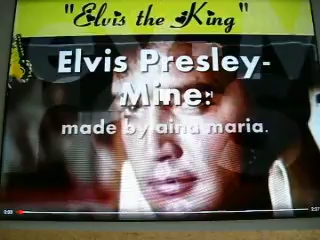 "Elvis the King"
Elvis Presley-
Mine:
made by aina maria.